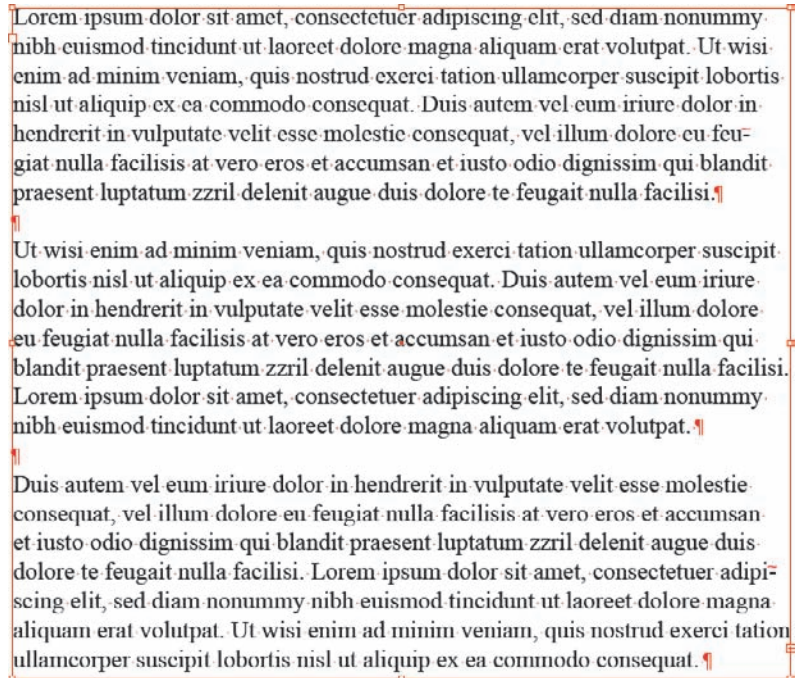 Lorem ipsum dolor sit amet, consectetuer adipiscing elit, sed diam nonummy
nibh euismod tincidunt ut laoreet dolore magna aliquam erat volutpat. Ut wisi
enim ad minim veniam, quis nostrud exerci tation ullamcorper suscipit lobortis
nisl ut aliquip ex ea commodo consequat. Duis autem vel eum iriure dolor in
hendrerit in vulputate velit esse molestie consequat, vel illum dolore eu feu-
giat nulla facilisis at vero eros et accumsan et iusto odio dignissim qui blandit
praesent luptatum zzril delenit augue duis dolore te feugait nulla facilisi.¶
¶
Ut wisi enim ad minim veniam, quis nostrud exerci tation ullamcorper suscipit
lobortis nisl ut aliquip ex ea commodo consequat. Duis autem vel eum iriure
dolor in hendrerit in vulputate velit esse molestie consequat, vel illum dolore
eu feugiat nulla facilisis at vero eros et accumsan et iusto odio dignissim qui
blandit praesent luptatum zzril delenit augue duis dolore te feugait nulla facilisi.
Lorem ipsum dolor sit amet, consectetuer adipiscing elit, sed diam nonummy
nibh euismod tincidunt ut laoreet dolore magna aliquam erat volutpat. ¶
¶
Duis autem vel eum iriure dolor in hendrerit in vulputate velit esse molestie
consequat, vel illum dolore eu feugiat nulla facilisis at vero eros et accumsan
et iusto odio dignissim qui blandit praesent luptatum zzril delenit augue duis
dolore te feugait nulla facilisi. Lorem ipsum dolor sit amet, consectetuer adipi-
scing elit, sed diam nonummy nibh euismod tincidunt ut laoreet dolore magna
aliquam erat volutpat. Ut wisi enim ad minim veniam, quis nostrud exerci tation
ullamcorper suscipit lobortis nisl ut aliquip ex ea commodo consequat. ¶